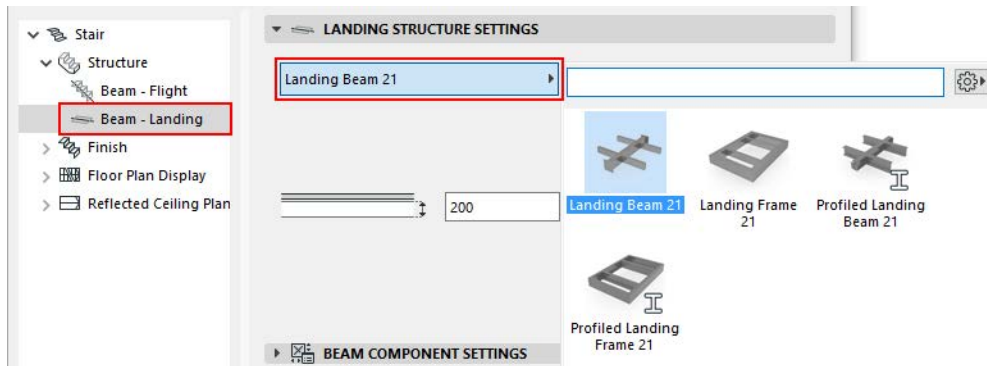 Stair
Structure
Beam - Flight
Beam - Landing
Finish
Floor Plan Display
Reflected Ceiling Plan
LANDING STRUCTURE SETTINGS
Landing Beam 21
200
Landing Beam 21
Landing Frame
21
Profiled Landing
Beam 21
Profiled Landing
Frame 21
BEAM COMPONENT SETTINGS